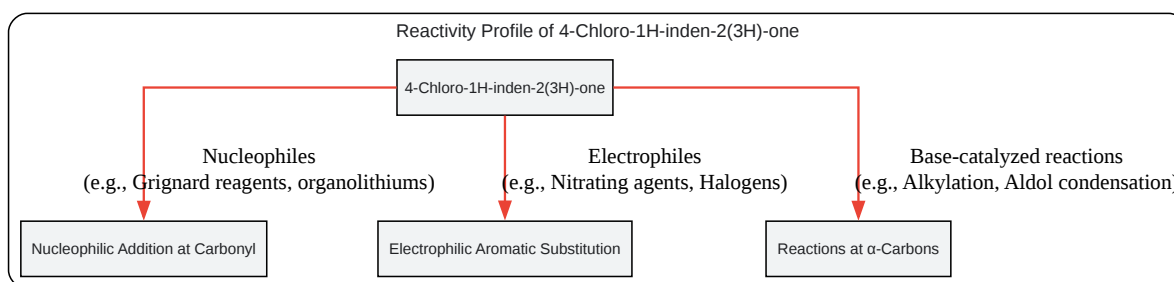 Reactivity Profile of 4-Chloro-1H-inden-2(3H)-one
4-Chloro-1H-inden-2(3H)-one
Nucleophiles
(e.g., Grignard reagents, organolithiums)
Electrophiles
(e.g., Nitrating agents, Halogens)
Base-catalyzed reactions
(e.g., Alkylation, Aldol condensation)
Nucleophilic Addition at Carbonyl
Electrophilic Aromatic Substitution
Reactions at α-Carbons